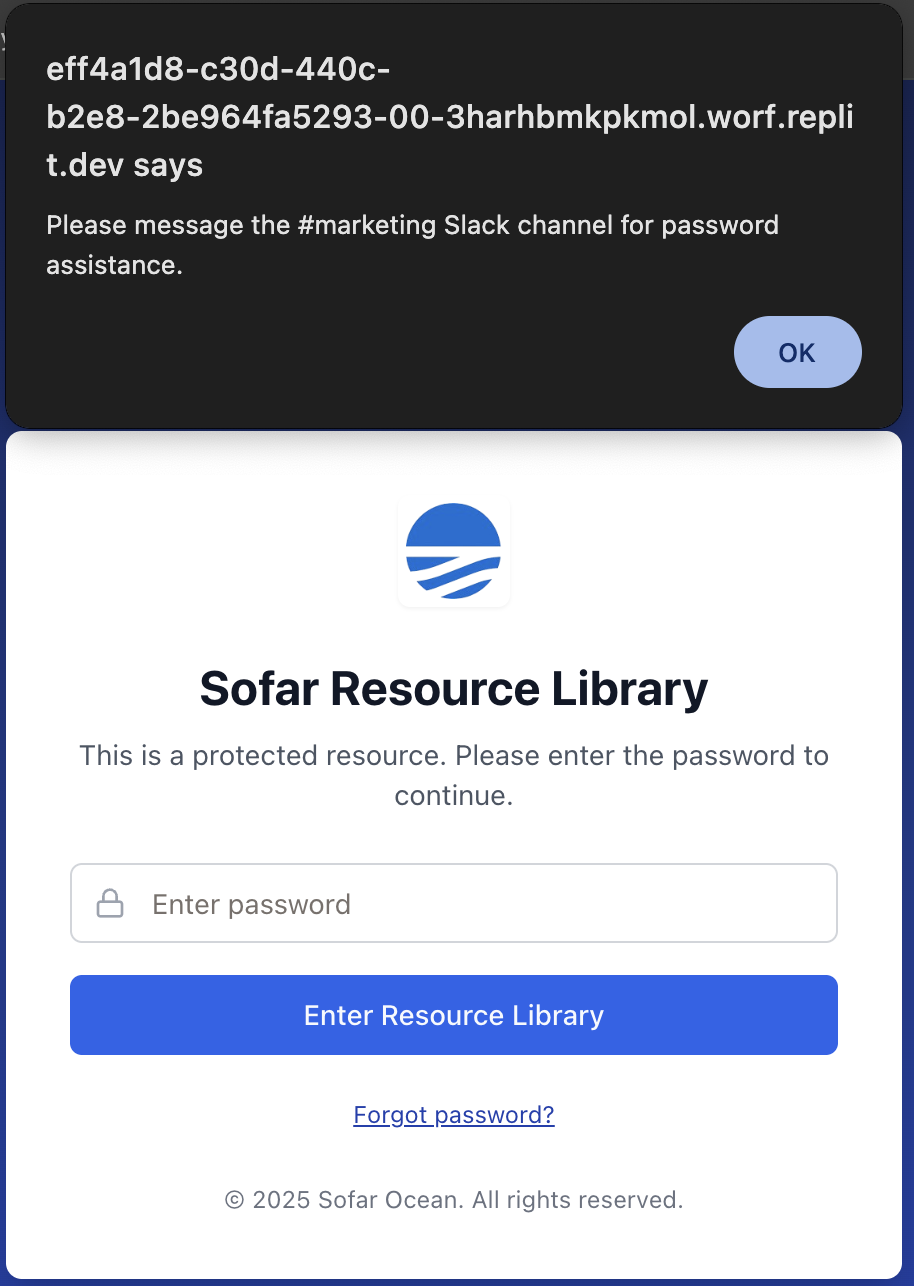 eff4a1d8-c30d-440c-
b2e8-2be964fa5293-00-3harhbmkpkmol.worf.repli
t.dev says
Please message the #marketing Slack channel for password
assistance.
OK
Sofar Resource Library
This is a protected resource. Please enter the password to
continue.
Enter password
Enter Resource Library
Forgot password?
© 2025 Sofar Ocean. All rights reserved.